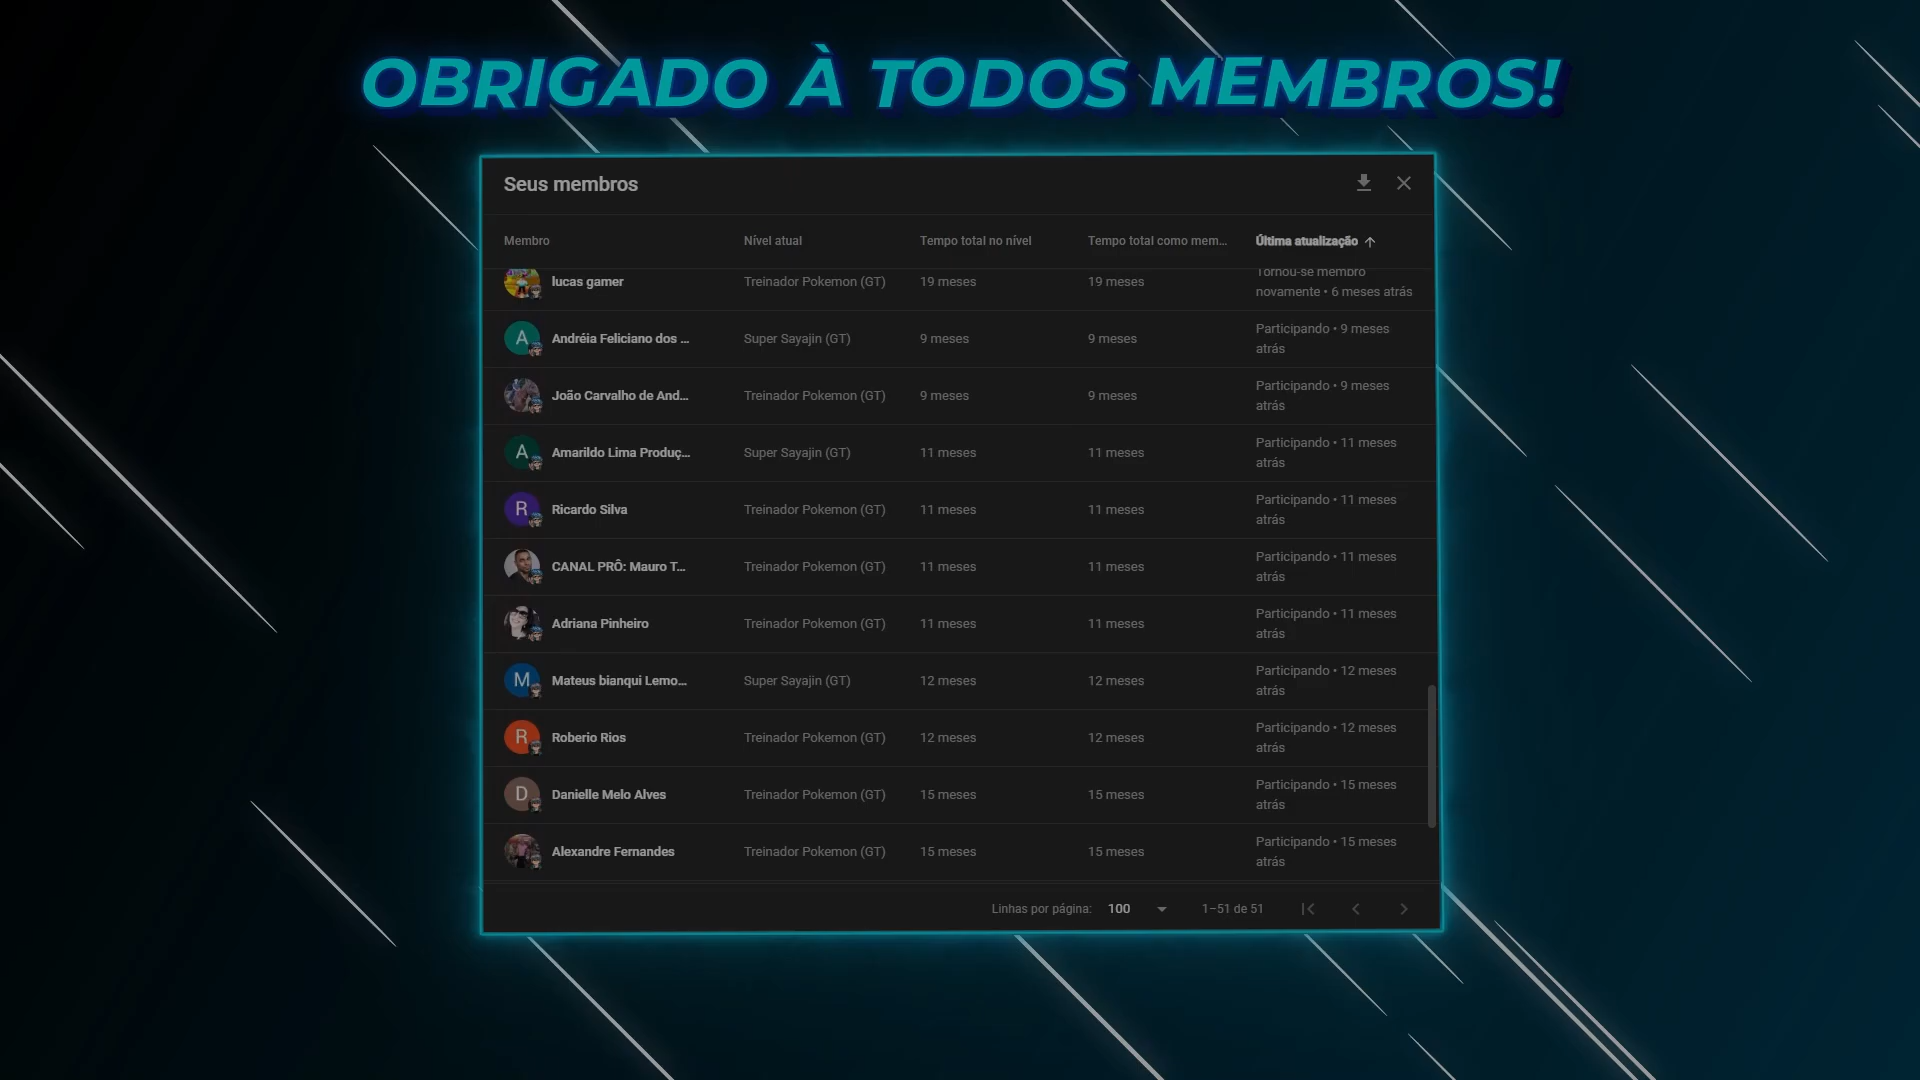 OBRIGADO À TODOS MEMBROS!
Seus membros
Membro Nível atual Tempo total no nível Tempo total como mem... Última atualização
lucas gamer Treinador Pokemon (GT) 19 meses 19 meses Tornou-se membro
novamente • 6 meses atrás
A Andréia Feliciano dos ... Super Sayajin (GT) 9 meses 9 meses Participando • 9 meses
atrás
João Carvalho de And... Treinador Pokemon (GT) 9 meses 9 meses Participando • 9 meses
atrás
A Amarildo Lima Produç... Super Sayajin (GT) 11 meses 11 meses Participando • 11 meses
atrás
R Ricardo Silva Treinador Pokemon (GT) 11 meses 11 meses Participando • 11 meses
atrás
CANAL PRÔ: Mauro T... Treinador Pokemon (GT) 11 meses 11 meses Participando • 11 meses
atrás
Adriana Pinheiro Treinador Pokemon (GT) 11 meses 11 meses Participando • 11 meses
atrás
M Mateus bianqui Lemo... Super Sayajin (GT) 12 meses 12 meses Participando • 12 meses
atrás
R Roberio Rios Treinador Pokemon (GT) 12 meses 12 meses Participando • 12 meses
atrás
D Danielle Melo Alves Treinador Pokemon (GT) 15 meses 15 meses Participando • 15 meses
atrás
Alexandre Fernandes Treinador Pokemon (GT) 15 meses 15 meses Participando • 15 meses
atrás
Linhas por página: 100 1–51 de 51